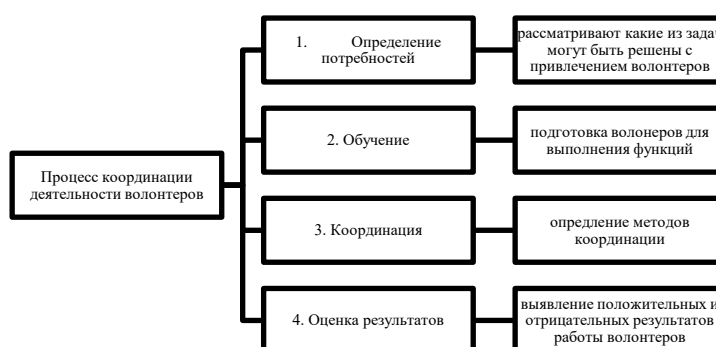 1. Определение
потребностей
рассматривают какие из задач
могут быть решены с
привлечением волонтеров
2. Обучение
подготовка волонеров для
выполнения функций
Процесс координации
деятельности волонтеров
3. Координация
опредление методов
координации
4. Оценка результатов
выявление положительных и
отрицательных результатов
работы волонтеров